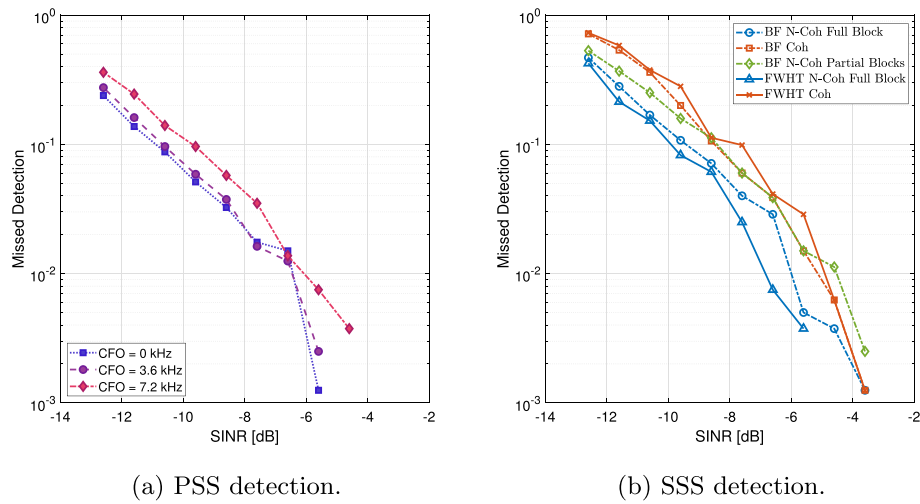 10^0
10^-1
10^-2
10^-3
Missed Detection
-14 -12 -10 -8 -6 -4 -2
SINR [dB]
CFO = 0 kHz
CFO = 3.6 kHz
CFO = 7.2 kHz
(a) PSS detection.
10^0
10^-1
10^-2
10^-3
Missed Detection
-14 -12 -10 -8 -6 -4 -2
SINR [dB]
BF N-Coh Full Block
BF Coh
BF N-Coh Partial Blocks
FWHT N-Coh Full Block
FWHT Coh
(b) SSS detection.